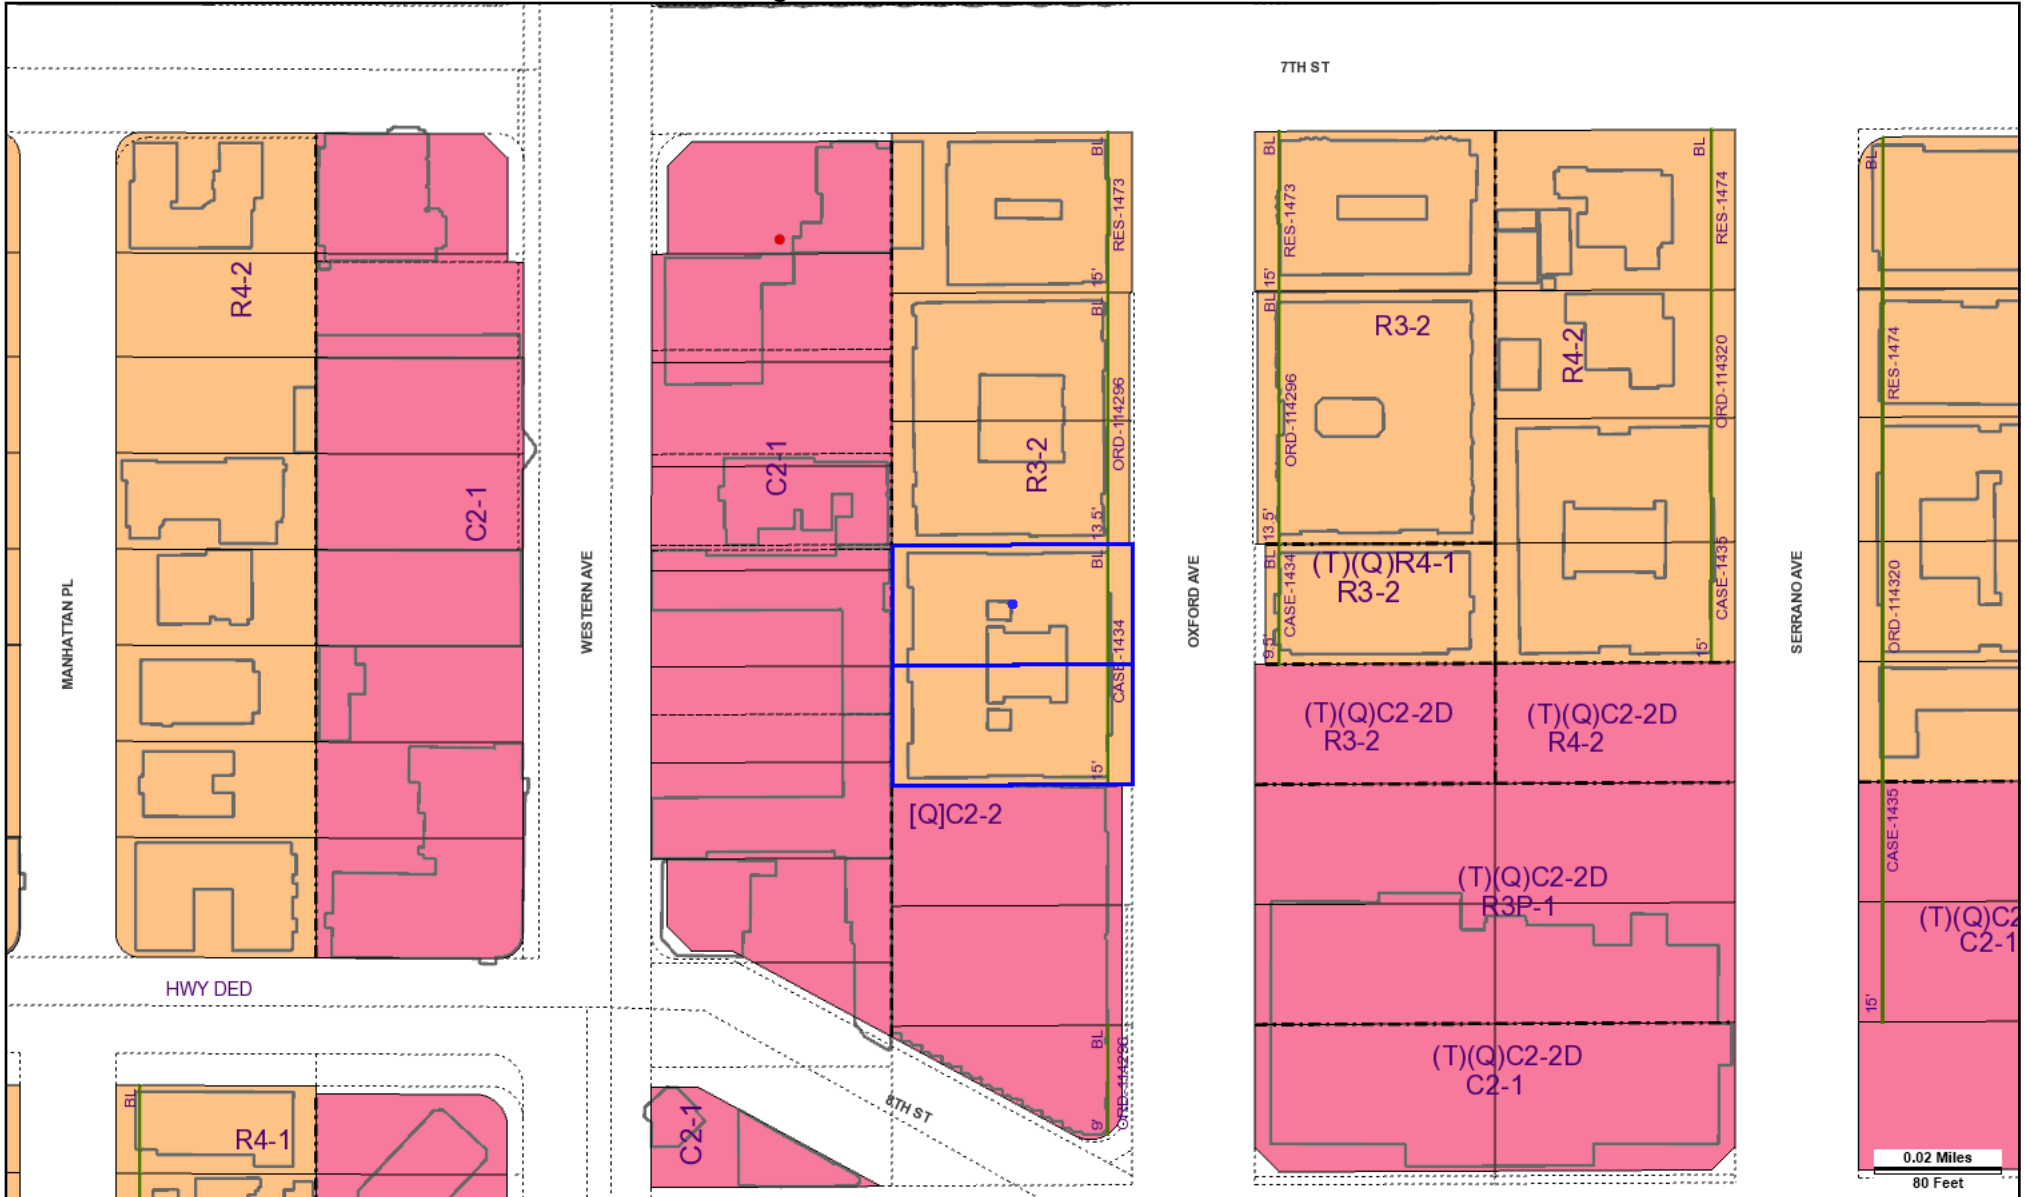 7TH ST
R4-2
C2-1
MANHATTAN PL
WESTERN AVE
HWY DED
BL
R4-1
C2-1
BL
RES-1473
15'
BL
R3-2
ORD-114296
13.5'
BL
CASE-1434
15'
[Q]C2-2
BL
ORD-114296
9'
8TH ST
C2-1
OXFORD AVE
BL
RES-1473
15'
BL
R3-2
ORD-114296
13.5'
BL
(T)(Q)R4-1
R3-2
CASE-1434
9.5'
BL
RES-1474
R4-2
ORD-114320
CASE-1435
15'
(T)(Q)C2-2D
R3-2
(T)(Q)C2-2D
R4-2
(T)(Q)C2-2D
R3P-1
(T)(Q)C2-2D
C2-1
SERRANO AVE
BL
RES-1474
ORD-114320
CASE-1435
15'
(T)(Q)C2
C2-1
0.02 Miles
80 Feet